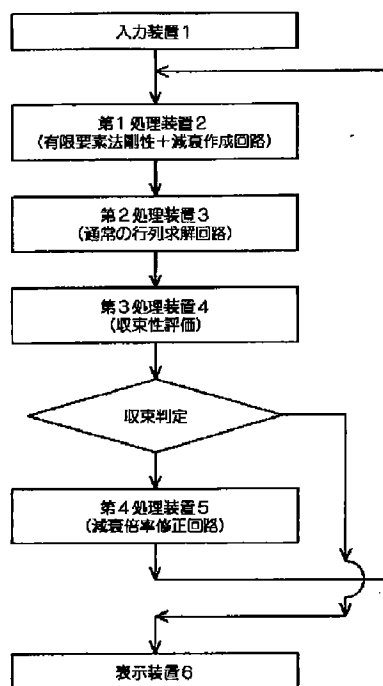 入力装置1
第1処理装置2
(有限要素法剛性+減衰作成回路)
第2処理装置3
(通常の行列求解回路)
第3処理装置4
(収束性評価)
収束判定
第4処理装置5
(減衰倍率修正回路)
表示装置6